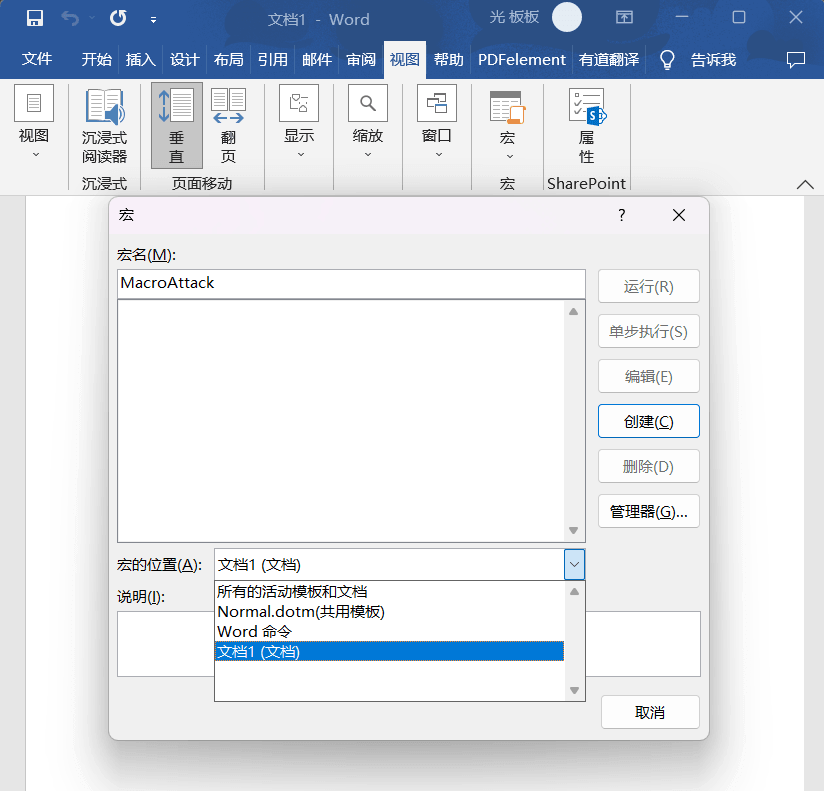 文档1 - Word
光 板板
文件 开始 插入 设计 布局 引用 邮件 审阅 视图 帮助 PDFelement 有道翻译 告诉我
视图
沉浸式
阅读器
垂
直
翻
页
显示
缩放
窗口
宏
属
性
沉浸式
页面移动
宏
SharePoint
宏
?
宏名(M):
MacroAttack
运行(R)
单步执行(S)
编辑(E)
创建(C)
删除(D)
管理器(G)...
宏的位置(A):
文档1 (文档)
所有的活动模板和文档
Normal.dotm(共用模板)
Word 命令
文档1 (文档)
说明(I):
取消